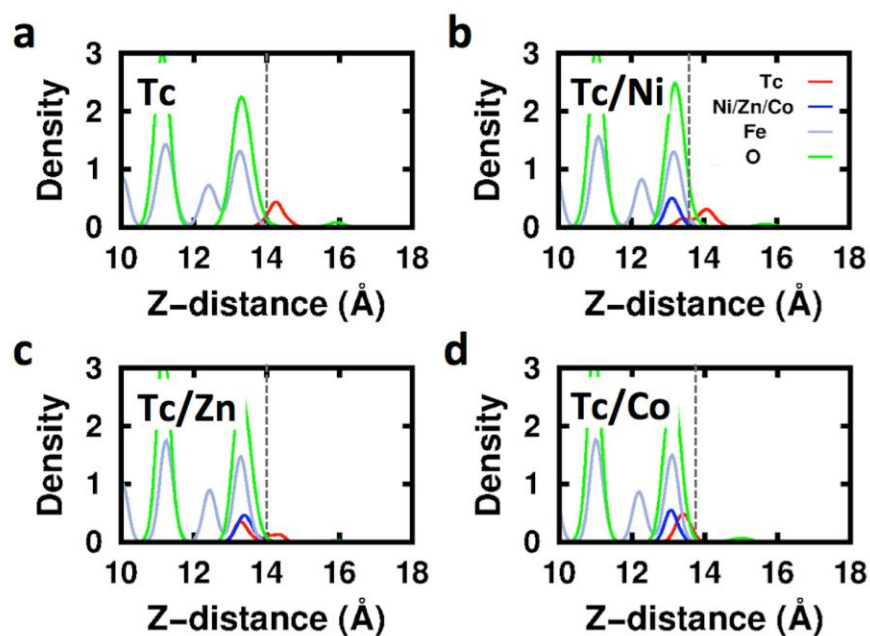 a
3
2
1
0
Density
Tc
10 12 14 16 18
Z−distance (Å)
b
3
2
1
0
Density
Tc/Ni
Tc
Ni/Zn/Co
Fe
O
10 12 14 16 18
Z−distance (Å)
c
3
2
1
0
Density
Tc/Zn
10 12 14 16 18
Z−distance (Å)
d
3
2
1
0
Density
Tc/Co
10 12 14 16 18
Z−distance (Å)